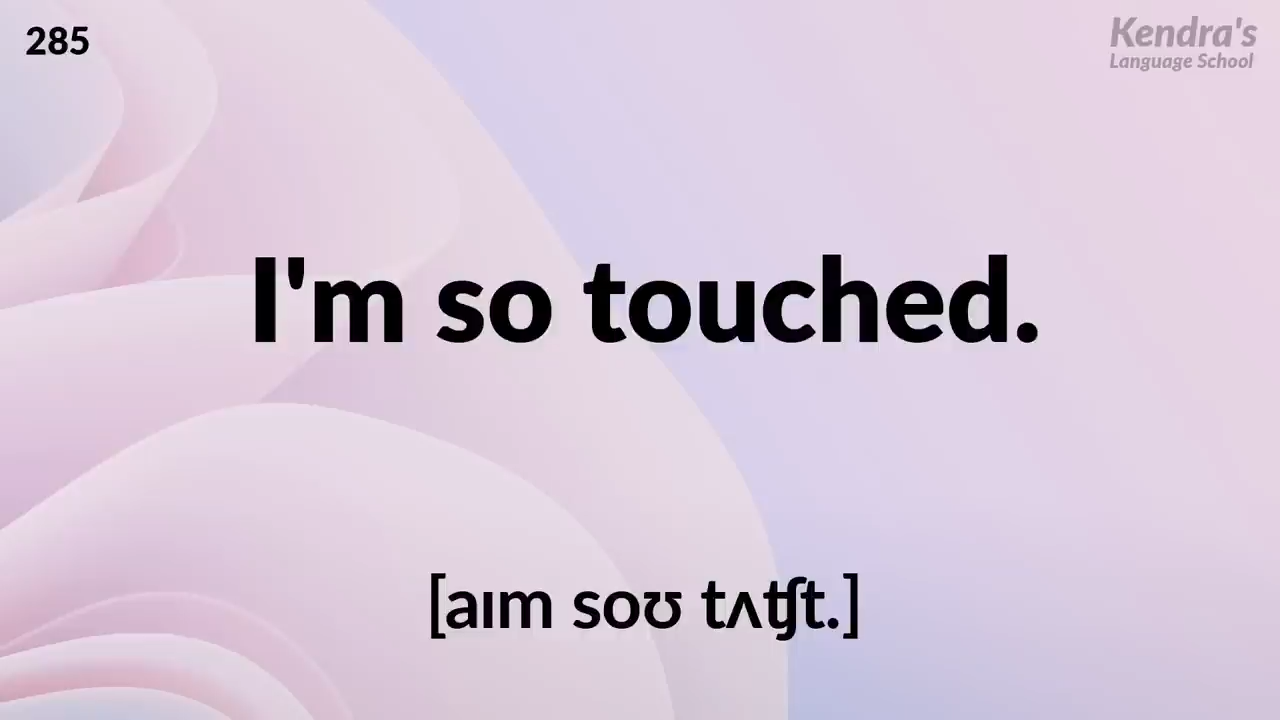 285
Kendra's
Language School
I'm so touched.
[aɪm soʊ tʌʧt.]